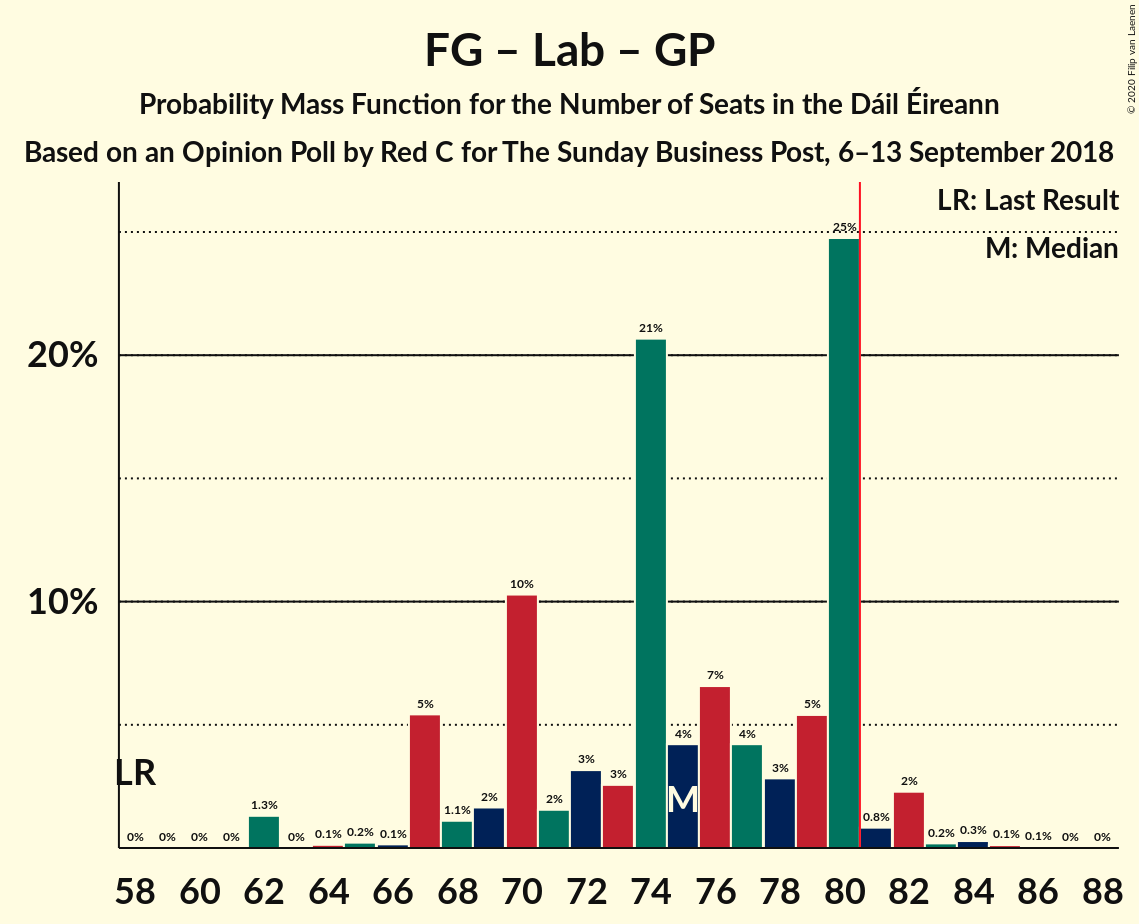 FG – Lab – GP
Probability Mass Function for the Number of Seats in the Dáil Éireann
Based on an Opinion Poll by Red C for The Sunday Business Post, 6–13 September 2018
© 2020 Filip van Laenen
LR: Last Result
M: Median
20%
10%
LR
M
0% 0% 0% 0% 1.3% 0% 0.1% 0.2% 0.1% 5% 1.1% 2% 10% 2% 3% 3% 21% 4% 7% 4% 3% 5% 25% 0.8% 2% 0.2% 0.3% 0.1% 0.1% 0% 0%
58 60 62 64 66 68 70 72 74 76 78 80 82 84 86 88